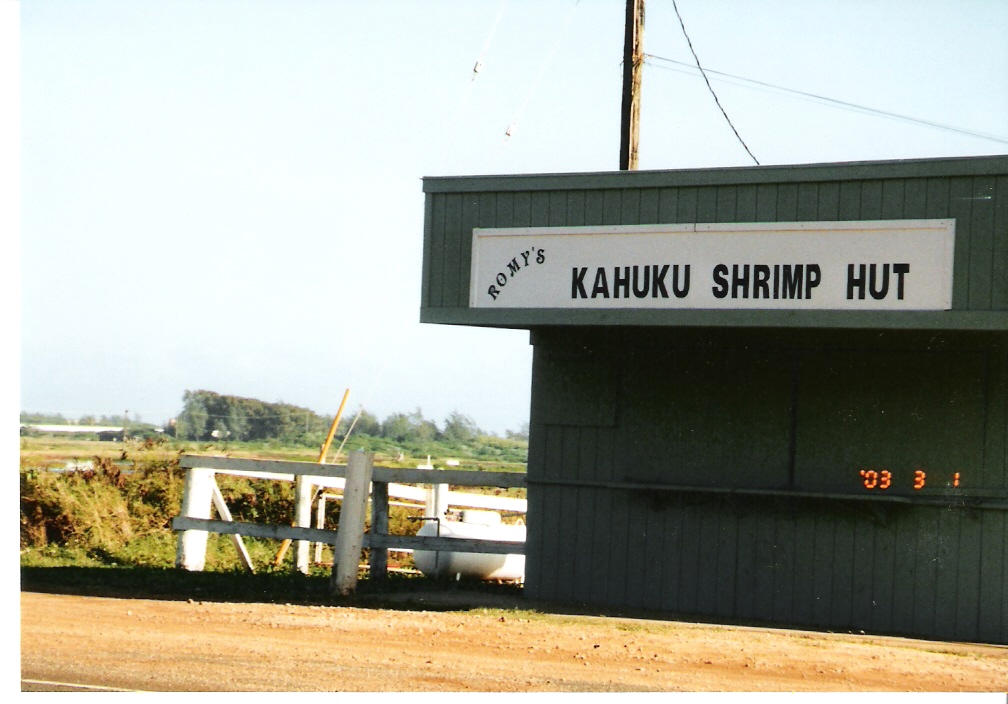 ROMY'S
KAHUKU SHRIMP HUT
'03 3 1